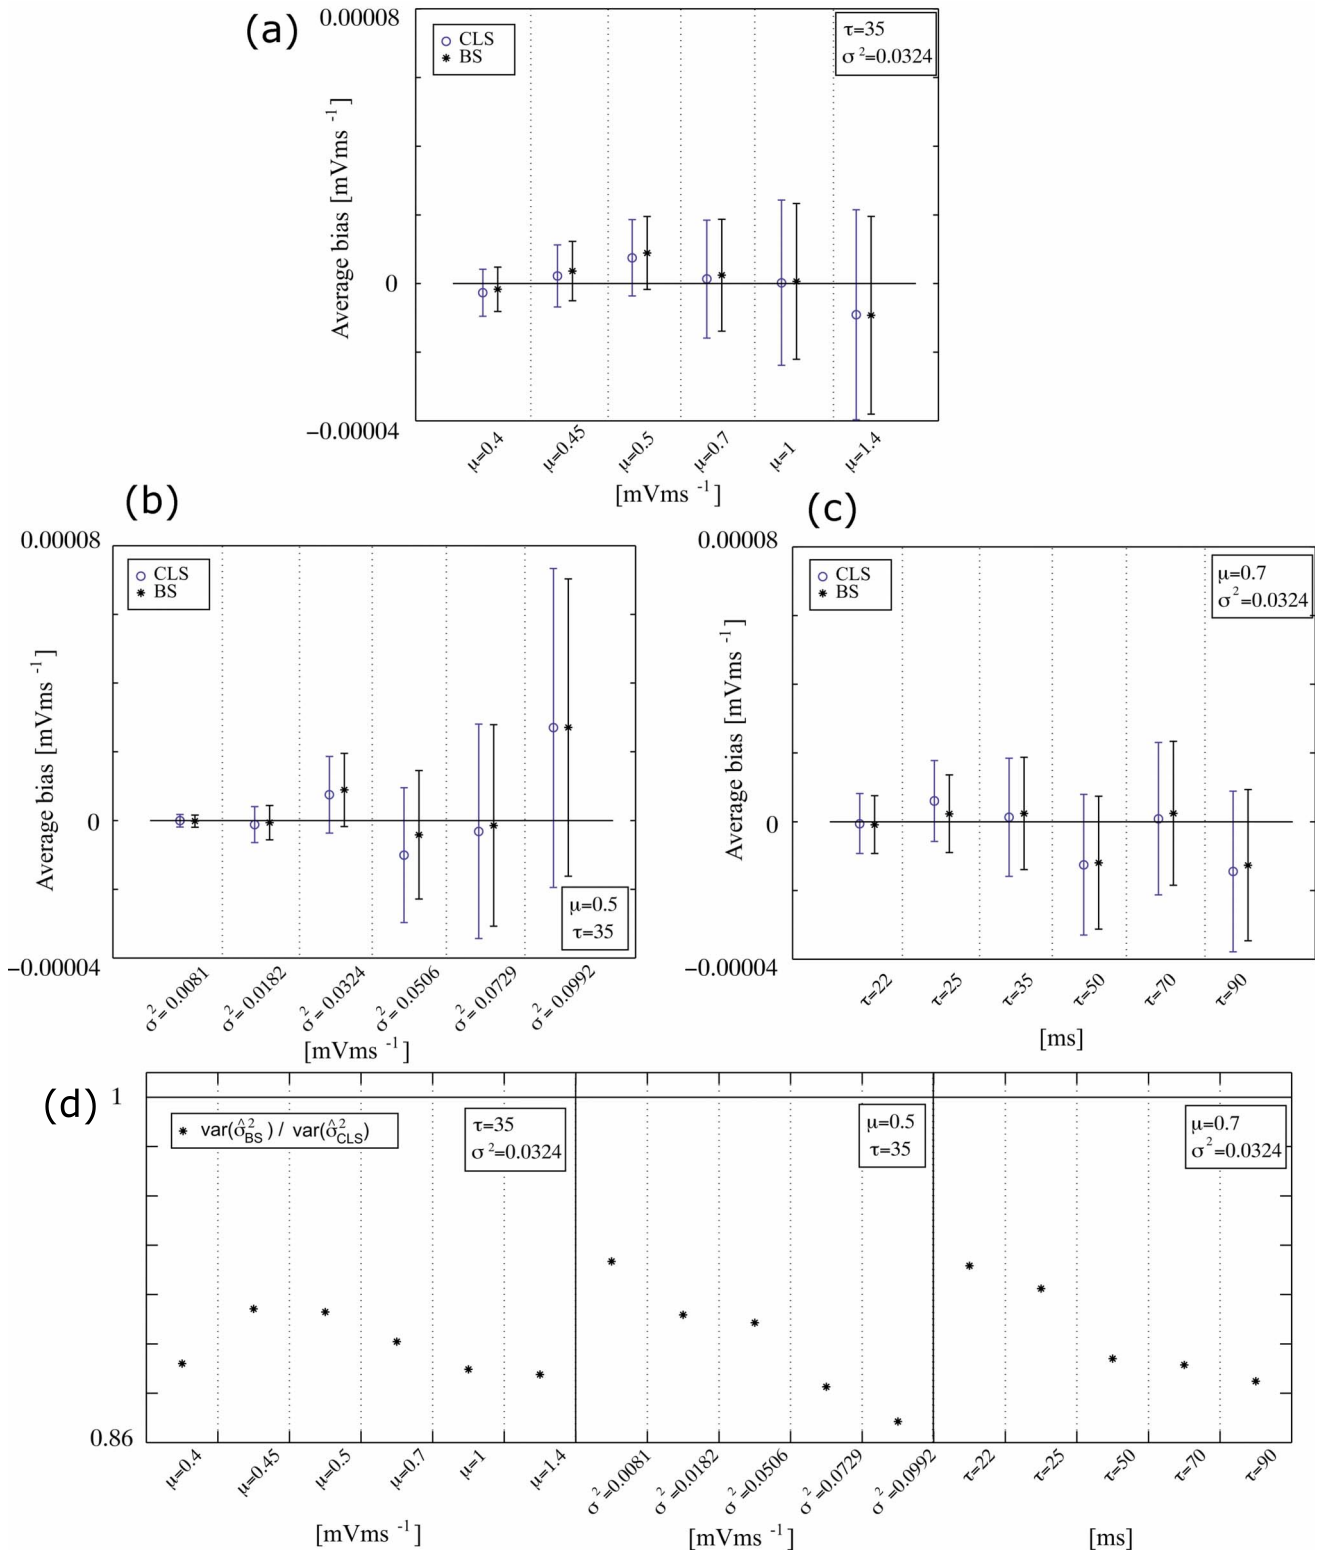 (a)
0.00008
CLS
BS
τ=35
σ²=0.0324
Average bias [mVms⁻¹]
0
−0.00004
μ=0.4
μ=0.45
μ=0.5
μ=0.7
μ=1
μ=1.4
[mVms⁻¹]
(b)
0.00008
CLS
BS
Average bias [mVms⁻¹]
0
μ=0.5
τ=35
−0.00004
σ²=0.0081
σ²=0.0182
σ²=0.0324
σ²=0.0506
σ²=0.0729
σ²=0.0992
[mVms⁻¹]
(c)
0.00008
CLS
BS
μ=0.7
σ²=0.0324
Average bias [mVms⁻¹]
0
−0.00004
τ=22
τ=25
τ=35
τ=50
τ=70
τ=90
[ms]
(d)
1
var(σ̂²BS) / var(σ̂²CLS)
τ=35
σ²=0.0324
μ=0.5
τ=35
μ=0.7
σ²=0.0324
0.86
μ=0.4
μ=0.45
μ=0.5
μ=0.7
μ=1
μ=1.4
σ²=0.0081
σ²=0.0182
σ²=0.0506
σ²=0.0729
σ²=0.0992
τ=22
τ=25
τ=50
τ=70
τ=90
[mVms⁻¹]
[mVms⁻¹]
[ms]